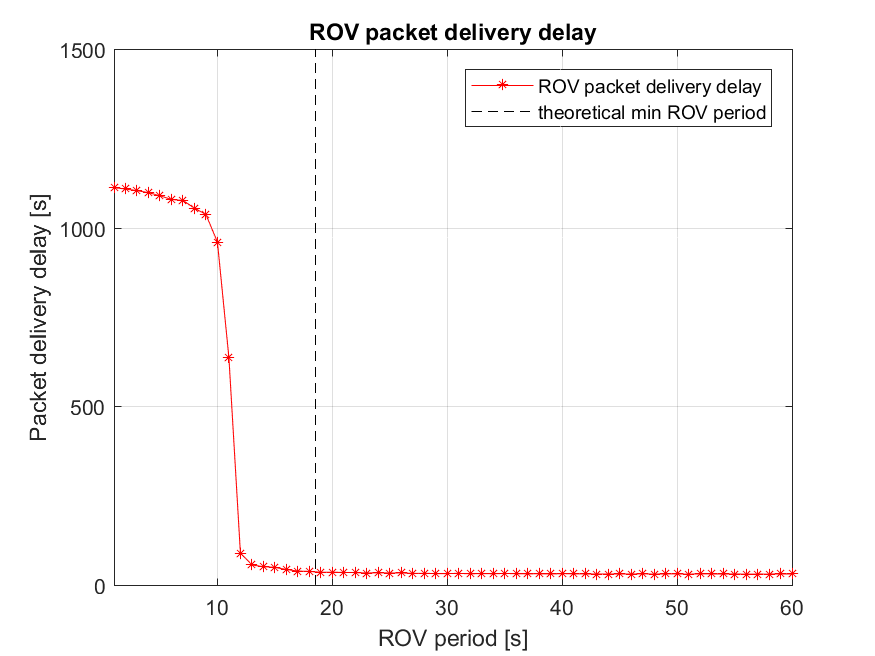 ROV packet delivery delay
1500
1000
500
0
Packet delivery delay [s]
ROV packet delivery delay
theoretical min ROV period
10
20
30
40
50
60
ROV period [s]